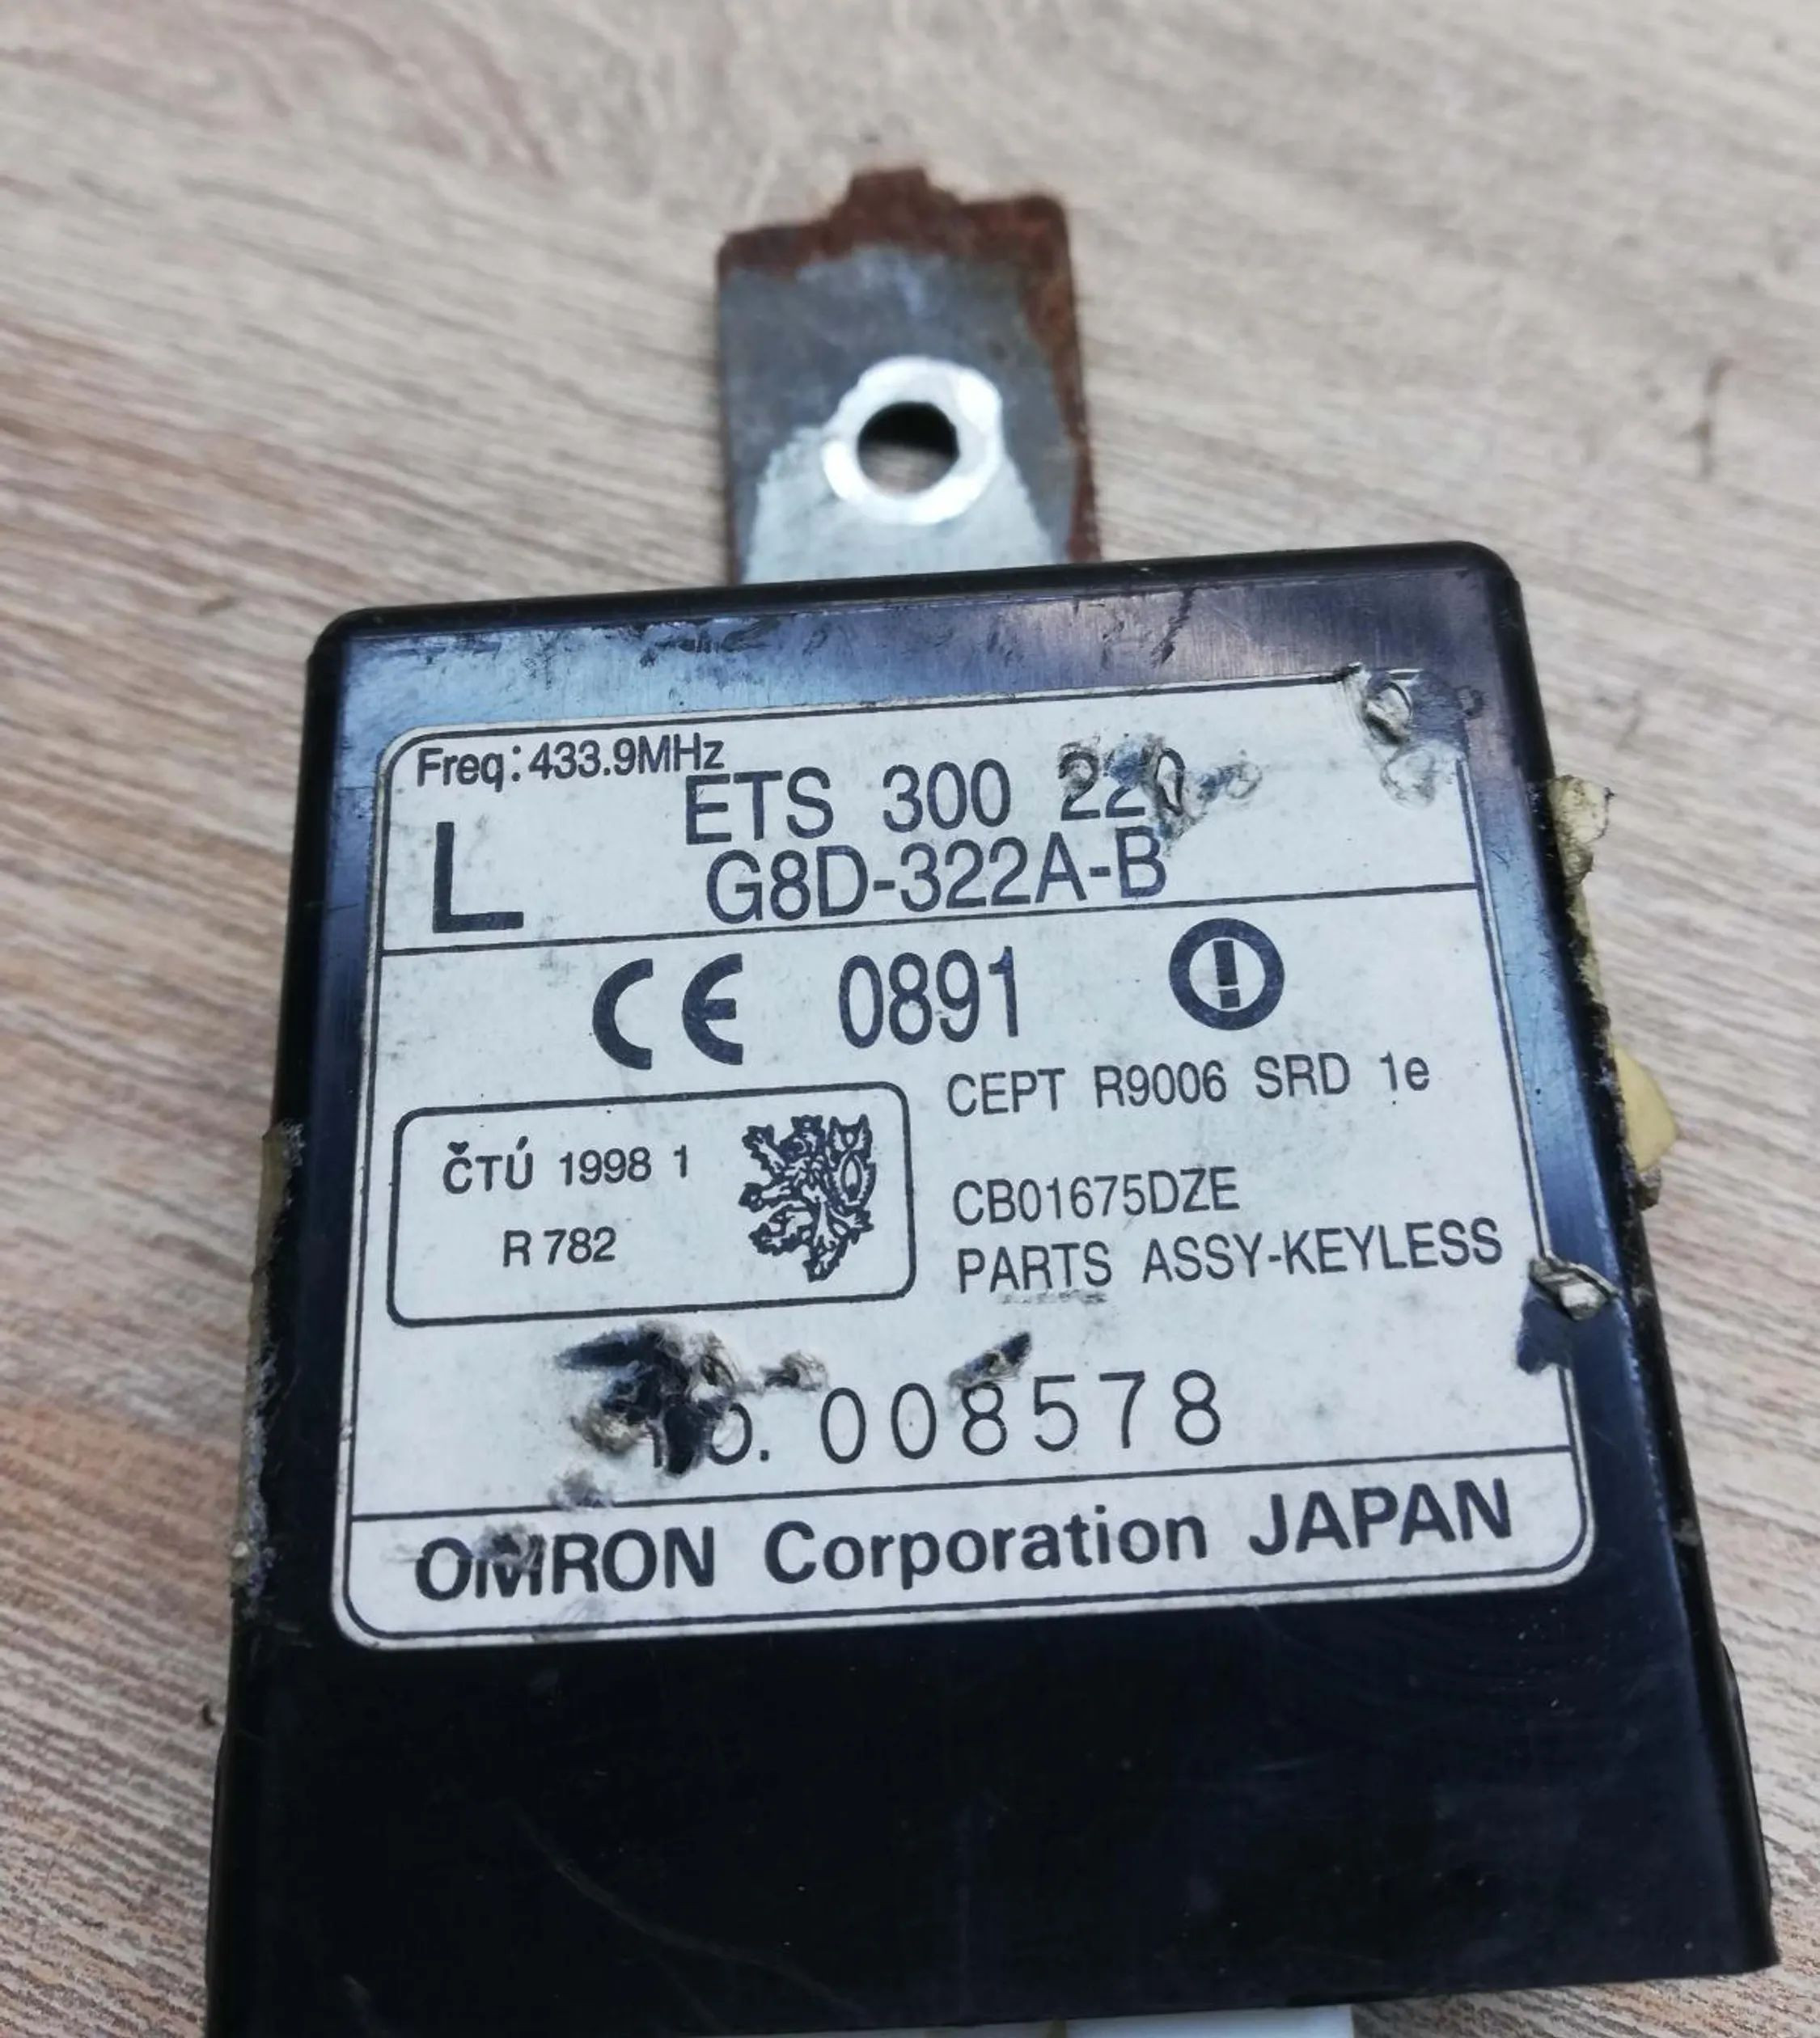 Freq:433.9MHz
ETS 300 220
L
G8D-322A-B
CE 0891
CEPT R9006 SRD 1e
ČTÚ 1998 1
R 782
CB01675DZE
PARTS ASSY-KEYLESS
No. 008578
OMRON Corporation JAPAN